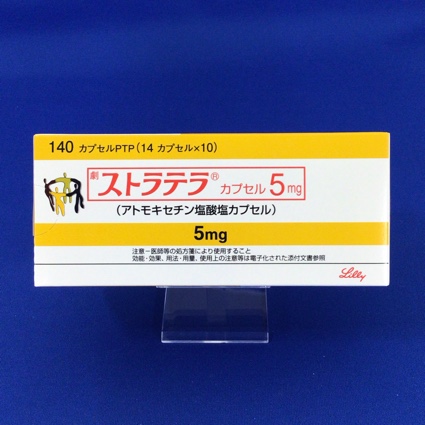 140 カプセルPTP(14 カプセル×10)
劇 ストラテラ® カプセル 5mg
(アトモキセチン塩酸塩カプセル)
5mg
注意-医師等の処方箋により使用すること
効能・効果、用法・用量、使用上の注意等は電子化された添付文書参照
Lilly